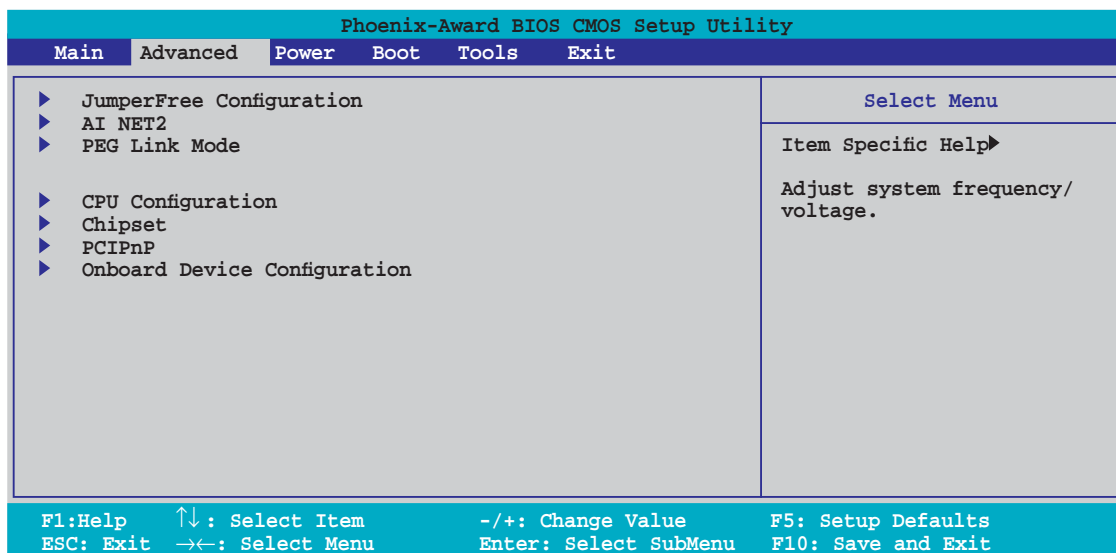 Phoenix-Award BIOS CMOS Setup Utility
Main Advanced Power Boot Tools Exit
JumperFree Configuration
AI NET2
PEG Link Mode
CPU Configuration
Chipset
PCIPnP
Onboard Device Configuration
Select Menu
Item Specific Help
Adjust system frequency/
voltage.
F1:Help ↑↓: Select Item -/+: Change Value F5: Setup Defaults
ESC: Exit →←: Select Menu Enter: Select SubMenu F10: Save and Exit